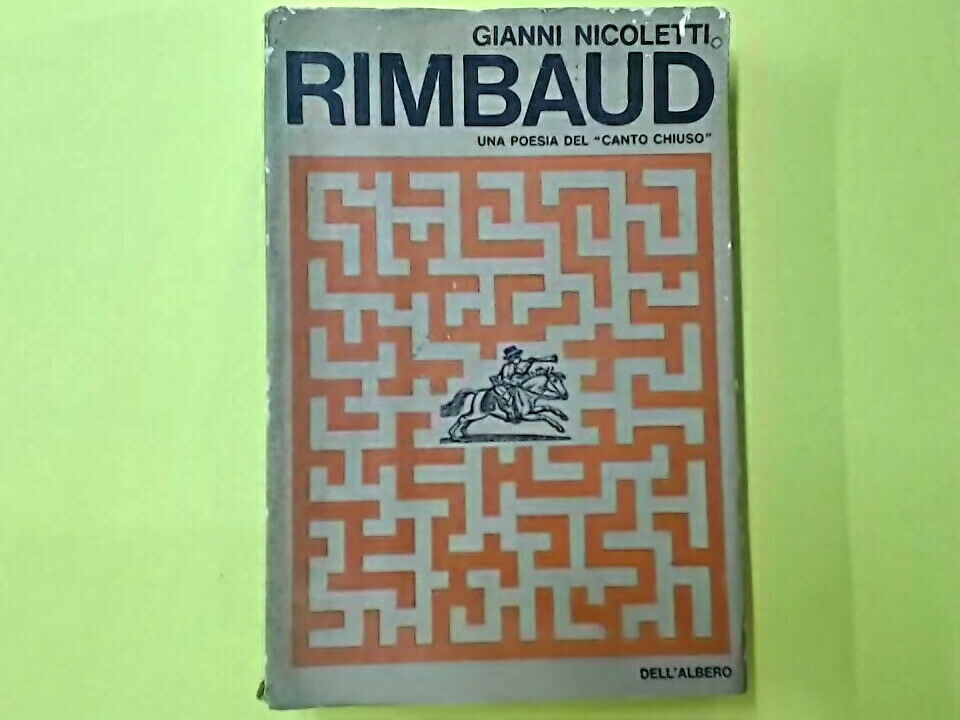 GIANNI NICOLETTI
RIMBAUD
UNA POESIA DEL "CANTO CHIUSO"
DELL'ALBERO